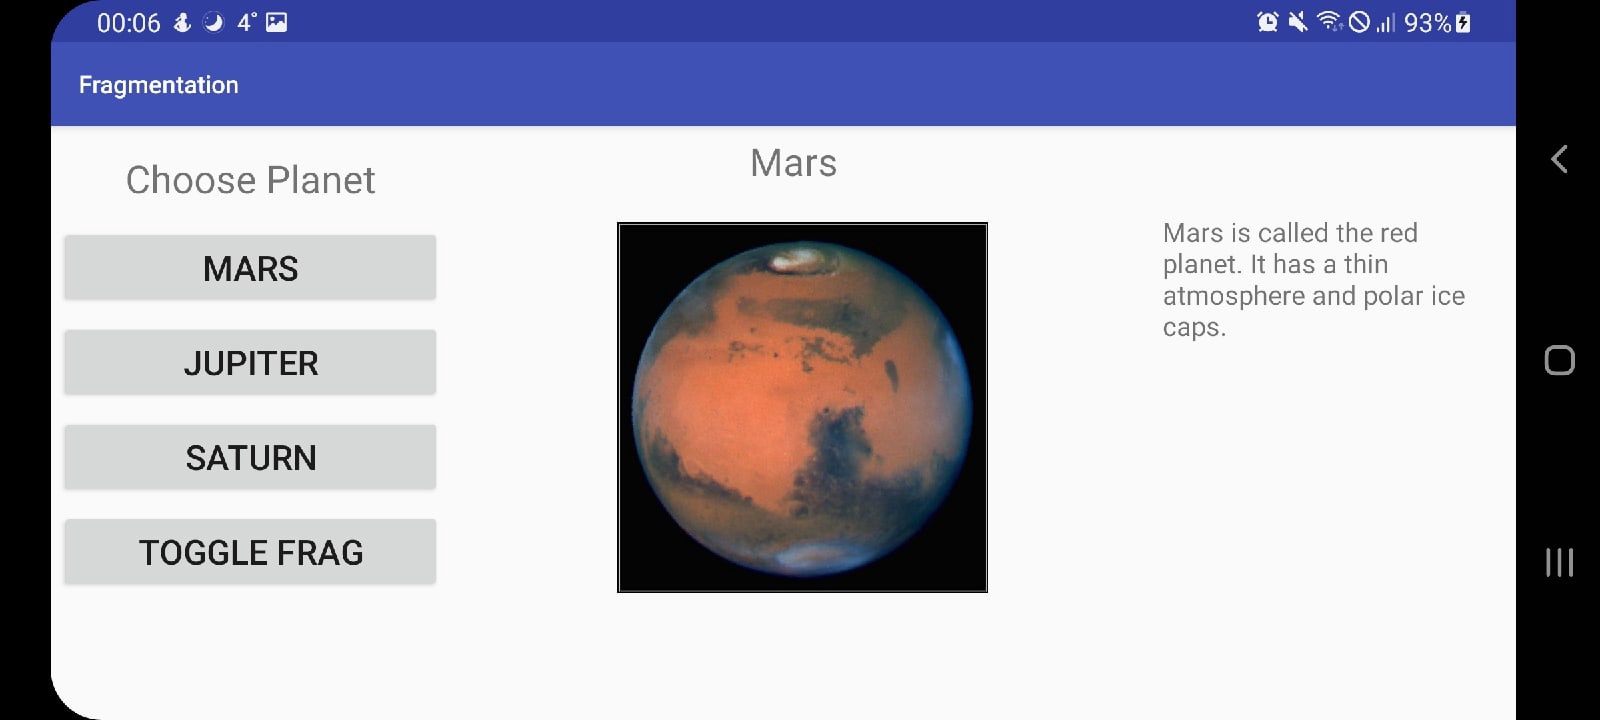 00:06 4° 93%
Fragmentation
Choose Planet
MARS
JUPITER
SATURN
TOGGLE FRAG
Mars
Mars is called the red
planet. It has a thin
atmosphere and polar ice
caps.